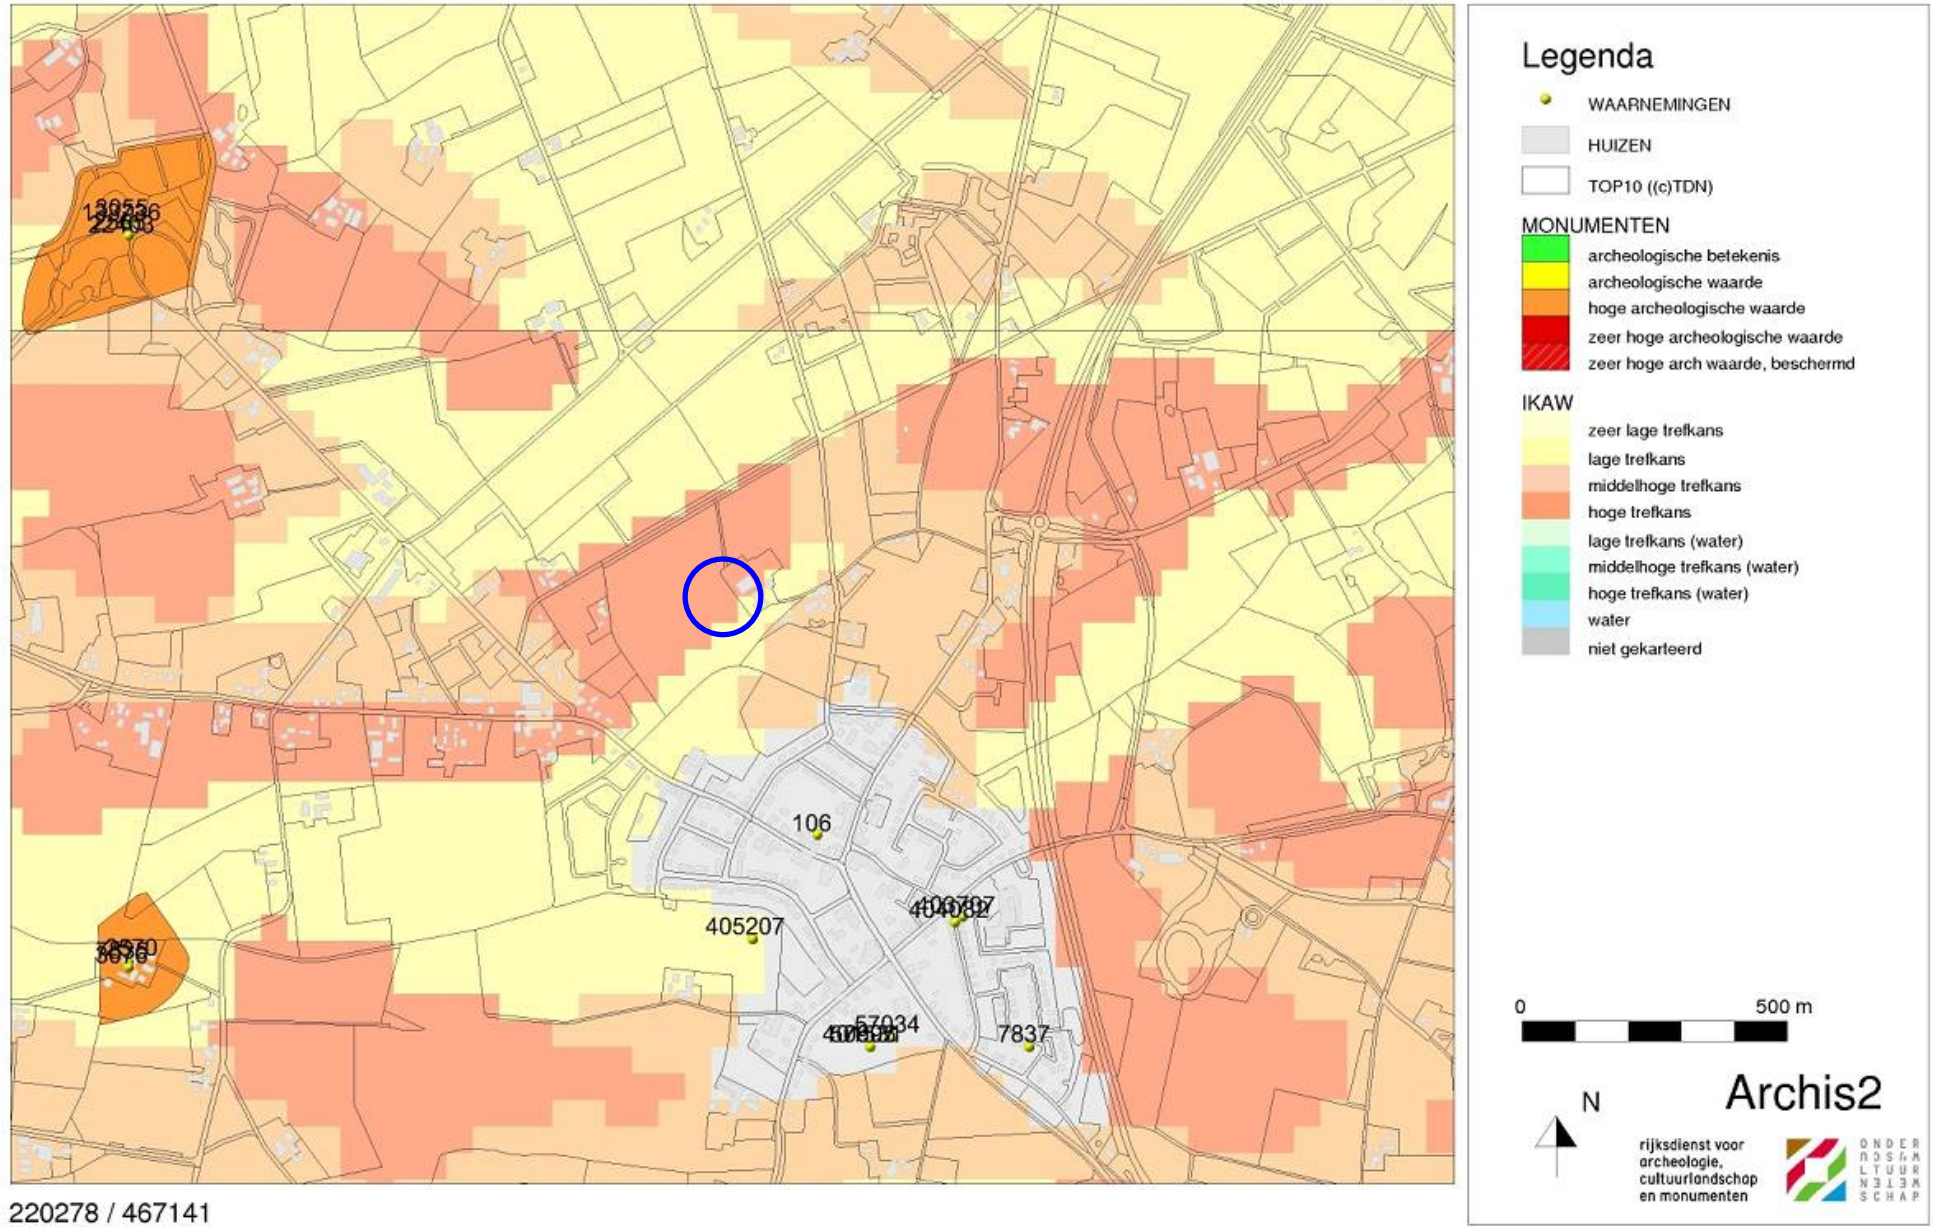 106
405207
57034
7837
220278 / 467141
Legenda
WAARNEMINGEN
HUIZEN
TOP10 ((c)TDN)
MONUMENTEN
archeologische betekenis
archeologische waarde
hoge archeologische waarde
zeer hoge archeologische waarde
zeer hoge arch waarde, beschermd
IKAW
zeer lage trefkans
lage trefkans
middelhoge trefkans
hoge trefkans
lage trefkans (water)
middelhoge trefkans (water)
hoge trefkans (water)
water
niet gekarteerd
0 500 m
N
Archis2
rijksdienst voor
archeologie,
cultuurlandschap
en monumenten